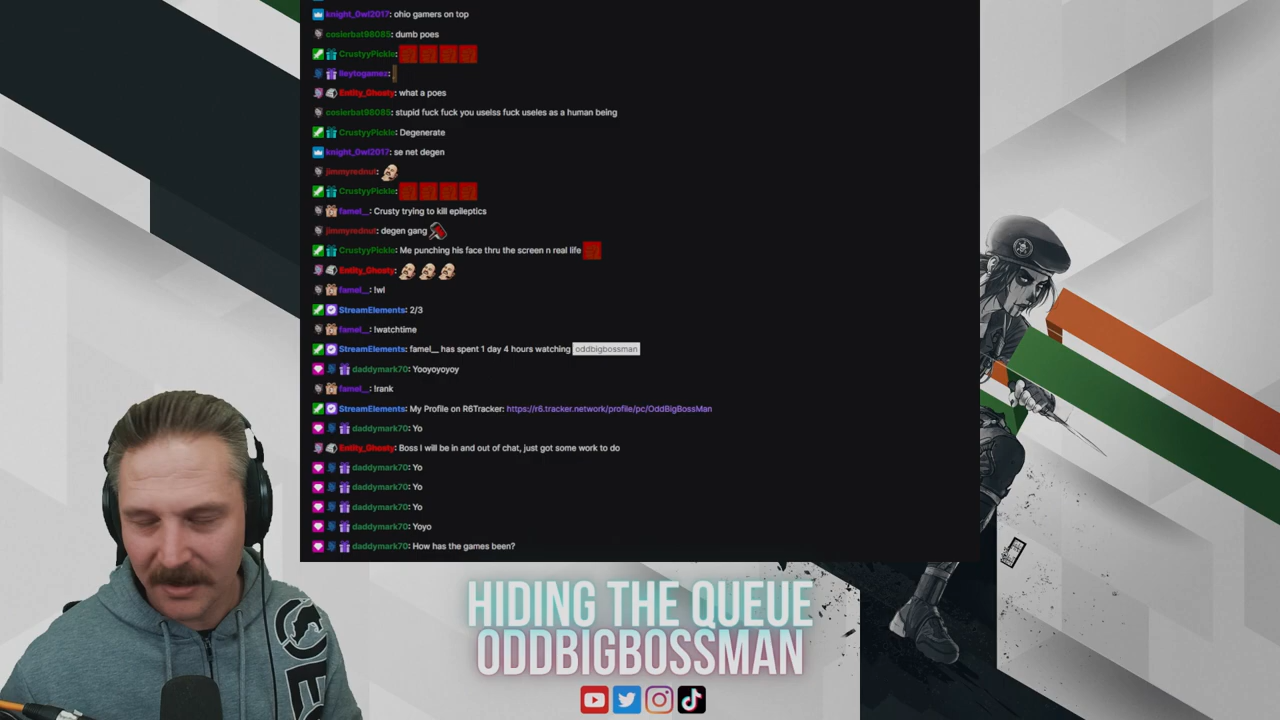 knight_0wl2017: ohio gamers on top
cosierbat98085: dumb poes
CrustyyPickle:
lleytogamez:
Entity_Ghosty: what a poes
cosierbat98085: stupid fuck fuck you uselss fuck useles as a human being
CrustyyPickle: Degenerate
knight_0wl2017: se net degen
jimmyrednut:
CrustyyPickle:
famel__: Crusty trying to kill epileptics
jimmyrednut: degen gang
CrustyyPickle: Me punching his face thru the screen n real life
Entity_Ghosty:
famel__: !wl
StreamElements: 2/3
famel__: !watchtime
StreamElements: famel__ has spent 1 day 4 hours watching oddbigbossman
daddymark70: Yooyoyoyoy
famel__: !rank
StreamElements: My Profile on R6Tracker: https://r6.tracker.network/profile/pc/OddBigBossMan
daddymark70: Yo
Entity_Ghosty: Boss I will be in and out of chat, just got some work to do
daddymark70: Yo
daddymark70: Yo
daddymark70: Yo
daddymark70: Yoyo
daddymark70: How has the games been?
HIDING THE QUEUE
ODDBIGBOSSMAN